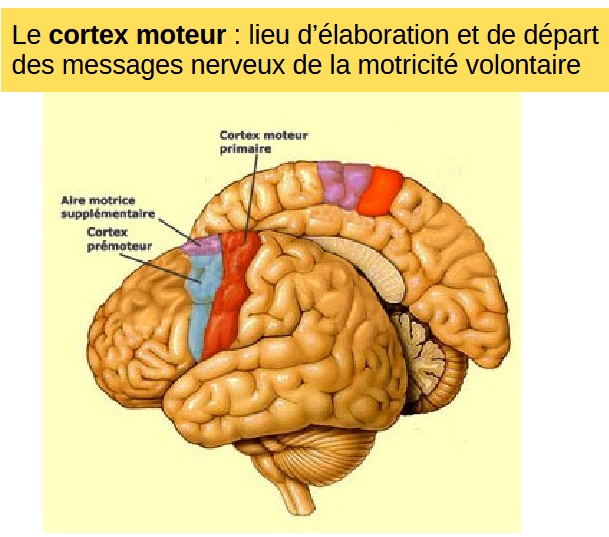 Le cortex moteur : lieu d’élaboration et de départ
des messages nerveux de la motricité volontaire
Cortex moteur
primaire
Aire motrice
supplémentaire
Cortex
prémoteur